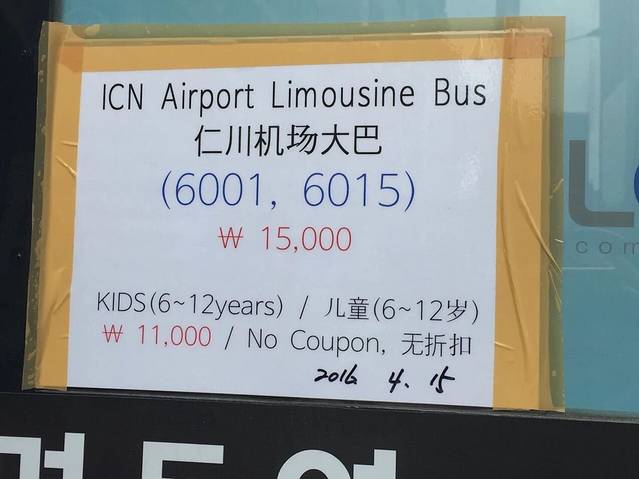 ICN Airport Limousine Bus
仁川机场大巴
(6001, 6015)
₩ 15,000
KIDS(6~12years) / 儿童(6~12岁)
₩ 11,000 / No Coupon, 无折扣
2016. 4. 15
com